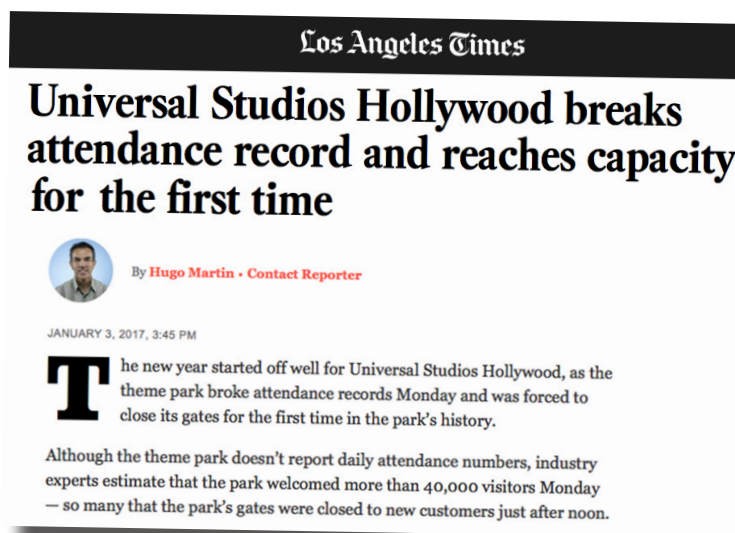 Los Angeles Times
Universal Studios Hollywood breaks
attendance record and reaches capacity
for the first time
By Hugo Martin • Contact Reporter
JANUARY 3, 2017, 3:45 PM
The new year started off well for Universal Studios Hollywood, as the
theme park broke attendance records Monday and was forced to
close its gates for the first time in the park's history.
Although the theme park doesn't report daily attendance numbers, industry
experts estimate that the park welcomed more than 40,000 visitors Monday
— so many that the park's gates were closed to new customers just after noon.